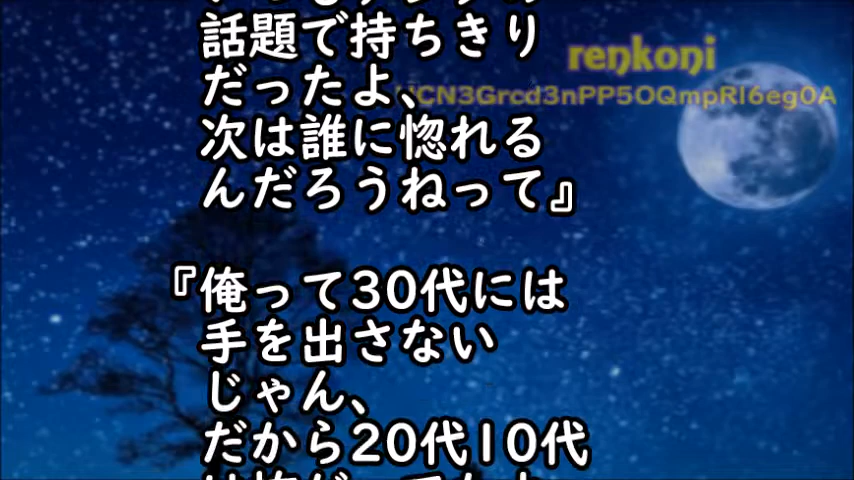 話題で持ちきり
だったよ、
次は誰に惚れる
んだろうねって』
『俺って30代には
手を出さない
じゃん、
だから20代10代
renkoni
UCN3Grcd3nPP5OQmpRI6eg0A